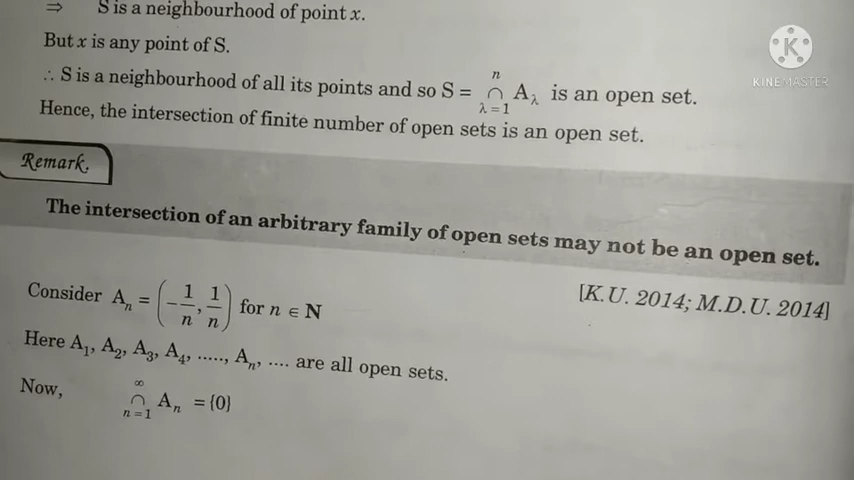 ⇒ S is a neighbourhood of point x.
But x is any point of S.
∴ S is a neighbourhood of all its points and so S = ∩_{λ=1}^{n} A_λ is an open set.
Hence, the intersection of finite number of open sets is an open set.
Remark.
The intersection of an arbitrary family of open sets may not be an open set.
[K.U. 2014; M.D.U. 2014]
Consider A_n = (-1/n, 1/n) for n ∈ N
Here A_1, A_2, A_3, A_4, ....., A_n, .... are all open sets.
Now, ∩_{n=1}^{∞} A_n = {0}
K
KINEMASTER